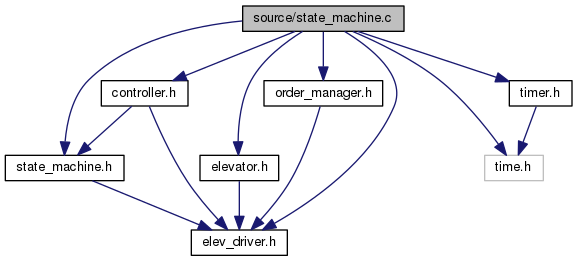 source/state_machine.c
controller.h
order_manager.h
timer.h
state_machine.h
elevator.h
time.h
elev_driver.h